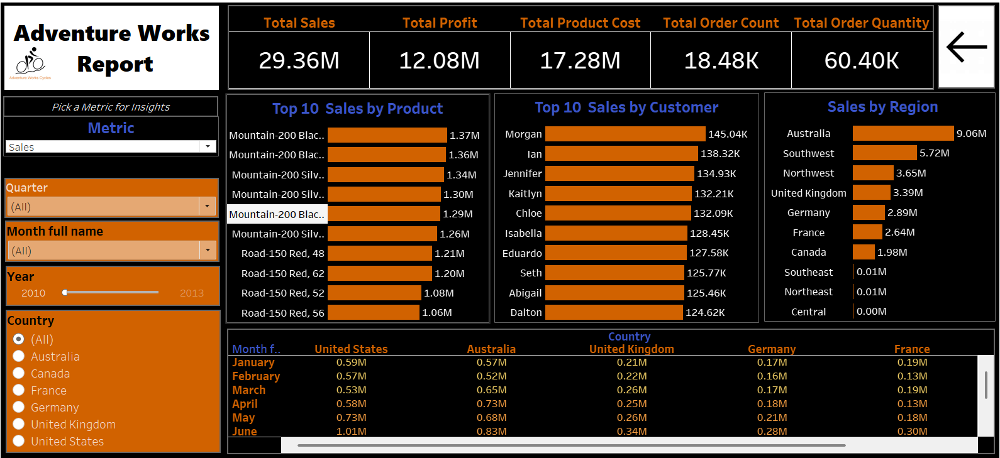 Adventure Works
Report
Adventure Works Cycles
Total Sales Total Profit Total Product Cost Total Order Count Total Order Quantity
29.36M 12.08M 17.28M 18.48K 60.40K
Pick a Metric for Insights
Metric
Sales
Quarter
(All)
Month full name
(All)
Year
2010 2013
Country
(All)
Australia
Canada
France
Germany
United Kingdom
United States
Top 10 Sales by Product
Mountain-200 Blac.. 1.37M
Mountain-200 Blac.. 1.36M
Mountain-200 Silv.. 1.34M
Mountain-200 Silv.. 1.30M
Mountain-200 Blac.. 1.29M
Mountain-200 Silv.. 1.26M
Road-150 Red, 48 1.21M
Road-150 Red, 62 1.20M
Road-150 Red, 52 1.08M
Road-150 Red, 56 1.06M
Top 10 Sales by Customer
Morgan 145.04K
Ian 138.32K
Jennifer 134.93K
Kaitlyn 132.21K
Chloe 132.09K
Isabella 128.45K
Eduardo 127.58K
Seth 125.77K
Abigail 125.46K
Dalton 124.62K
Sales by Region
Australia 9.06M
Southwest 5.72M
Northwest 3.65M
United Kingdom 3.39M
Germany 2.89M
France 2.64M
Canada 1.98M
Southeast 0.01M
Northeast 0.01M
Central 0.00M
Country
Month f.. United States Australia United Kingdom Germany France
January 0.59M 0.57M 0.21M 0.17M 0.19M
February 0.57M 0.52M 0.22M 0.16M 0.13M
March 0.53M 0.65M 0.26M 0.17M 0.19M
April 0.58M 0.73M 0.25M 0.18M 0.13M
May 0.73M 0.68M 0.26M 0.21M 0.18M
June 1.01M 0.83M 0.34M 0.28M 0.30M